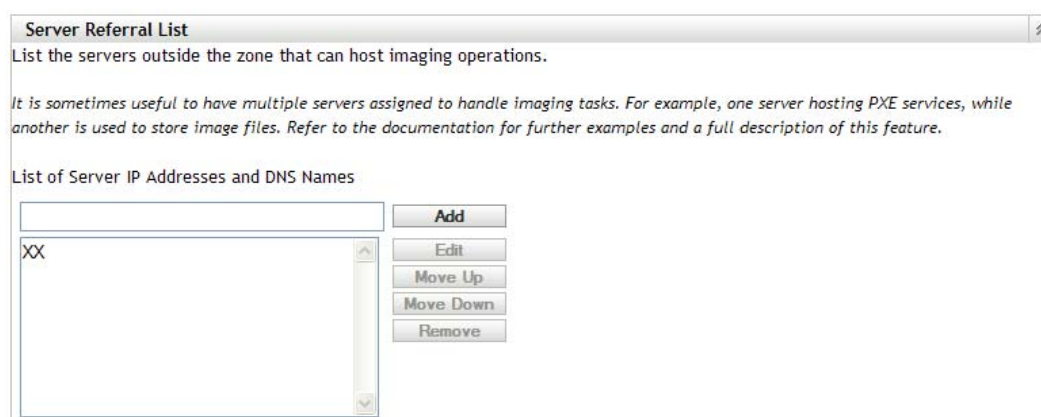 Server Referral List
List the servers outside the zone that can host imaging operations.
It is sometimes useful to have multiple servers assigned to handle imaging tasks. For example, one server hosting PXE services, while
another is used to store image files. Refer to the documentation for further examples and a full description of this feature.
List of Server IP Addresses and DNS Names
Add
XX
Edit
Move Up
Move Down
Remove